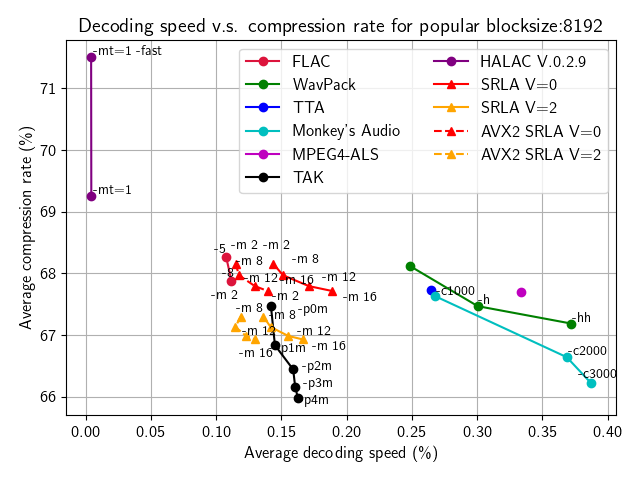 Decoding speed v.s. compression rate for popular blocksize:8192
Average compression rate (%)
71
70
69
68
67
66
-mt=1 -fast
-mt=1
FLAC
WavPack
TTA
Monkey's Audio
MPEG4-ALS
TAK
HALAC V.0.2.9
SRLA V=0
SRLA V=2
AVX2 SRLA V=0
AVX2 SRLA V=2
-5
-m 2
-m 2
-m 8
-m 8
-8
-m 12
-m 16
-m 12
-m 2
-m 2
-m 16
-m 8
-m 8
-p0m
-m 12
-m 12
-m 16
-p1m
-m 16
-p2m
-p3m
-p4m
-c1000
-h
-hh
-c2000
-c3000
0.00
0.05
0.10
0.15
0.20
0.25
0.30
0.35
0.40
Average decoding speed (%)